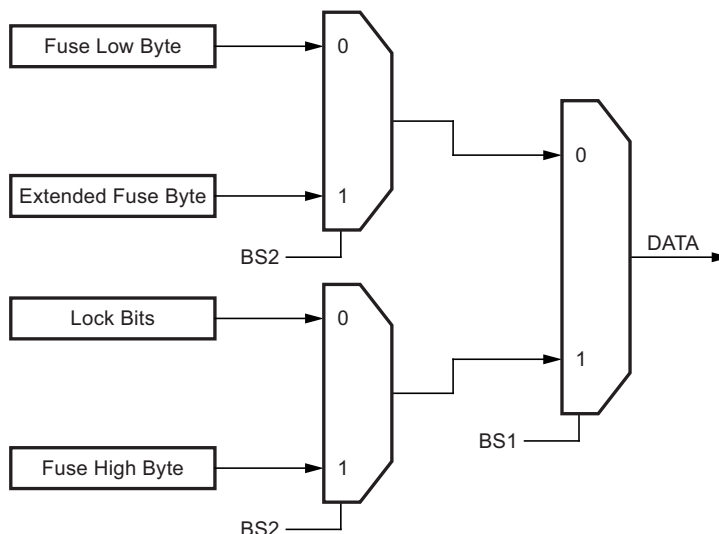 Fuse Low Byte
0
Extended Fuse Byte
1
BS2
0
DATA
Lock Bits
0
1
Fuse High Byte
1
BS1
BS2